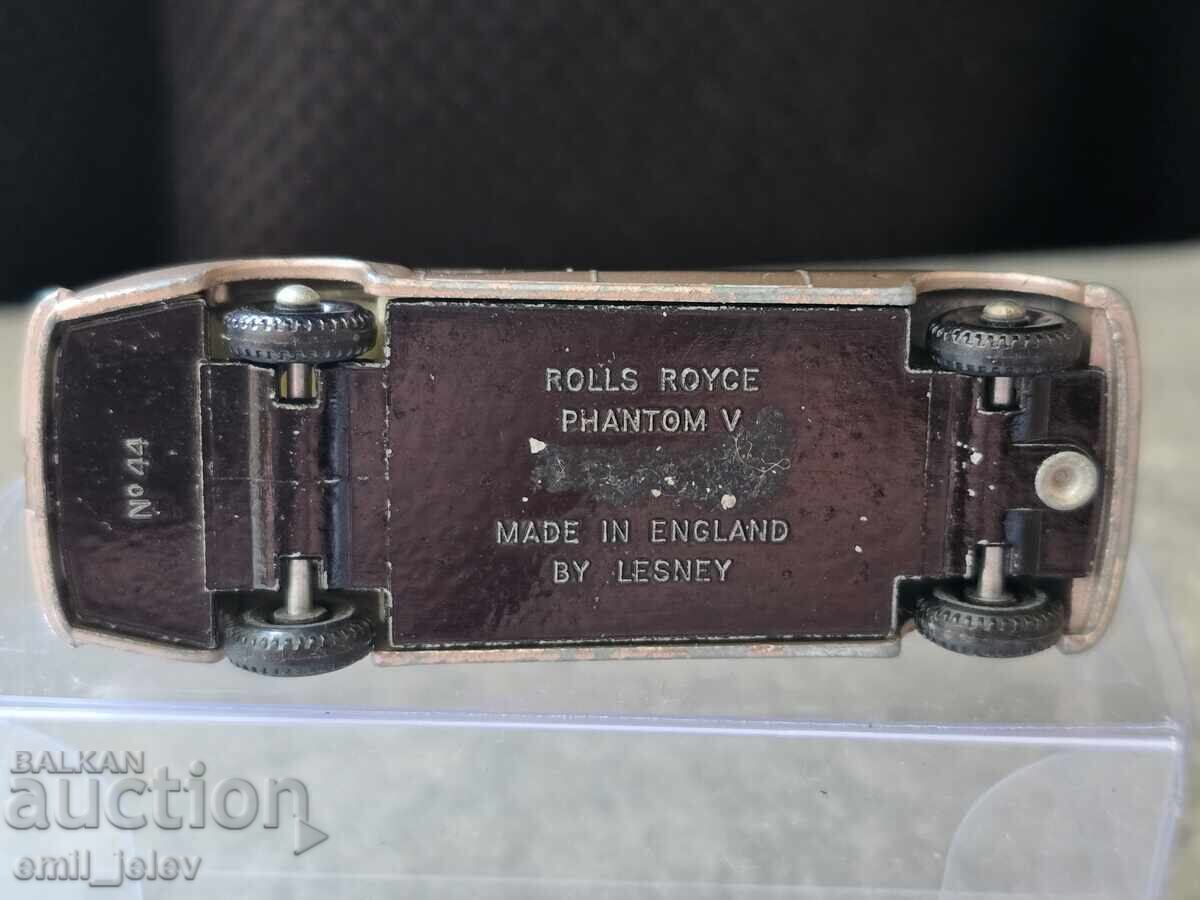 ROLLS ROYCE
PHANTOM V
MADE IN ENGLAND
BY LESNEY
Nº 44
BALKAN
auction
emil_jelev